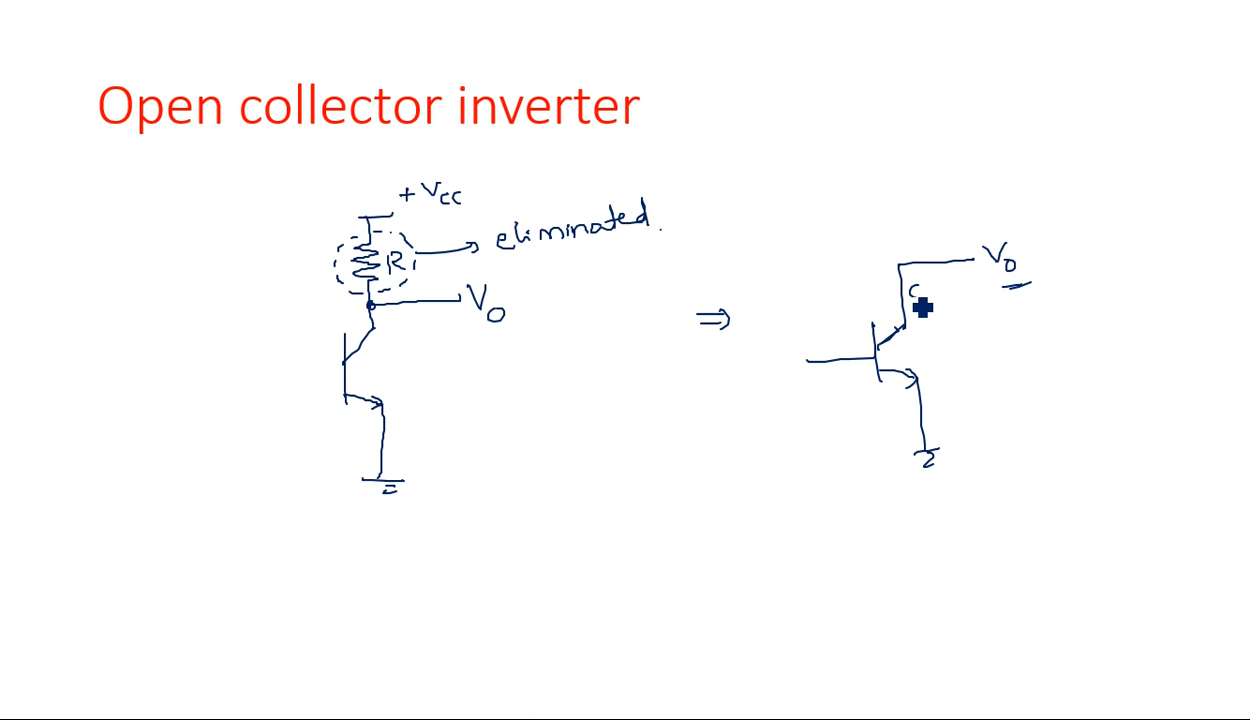 Open collector inverter
+ VCC
R
eliminated.
VO
⇒
VO
C